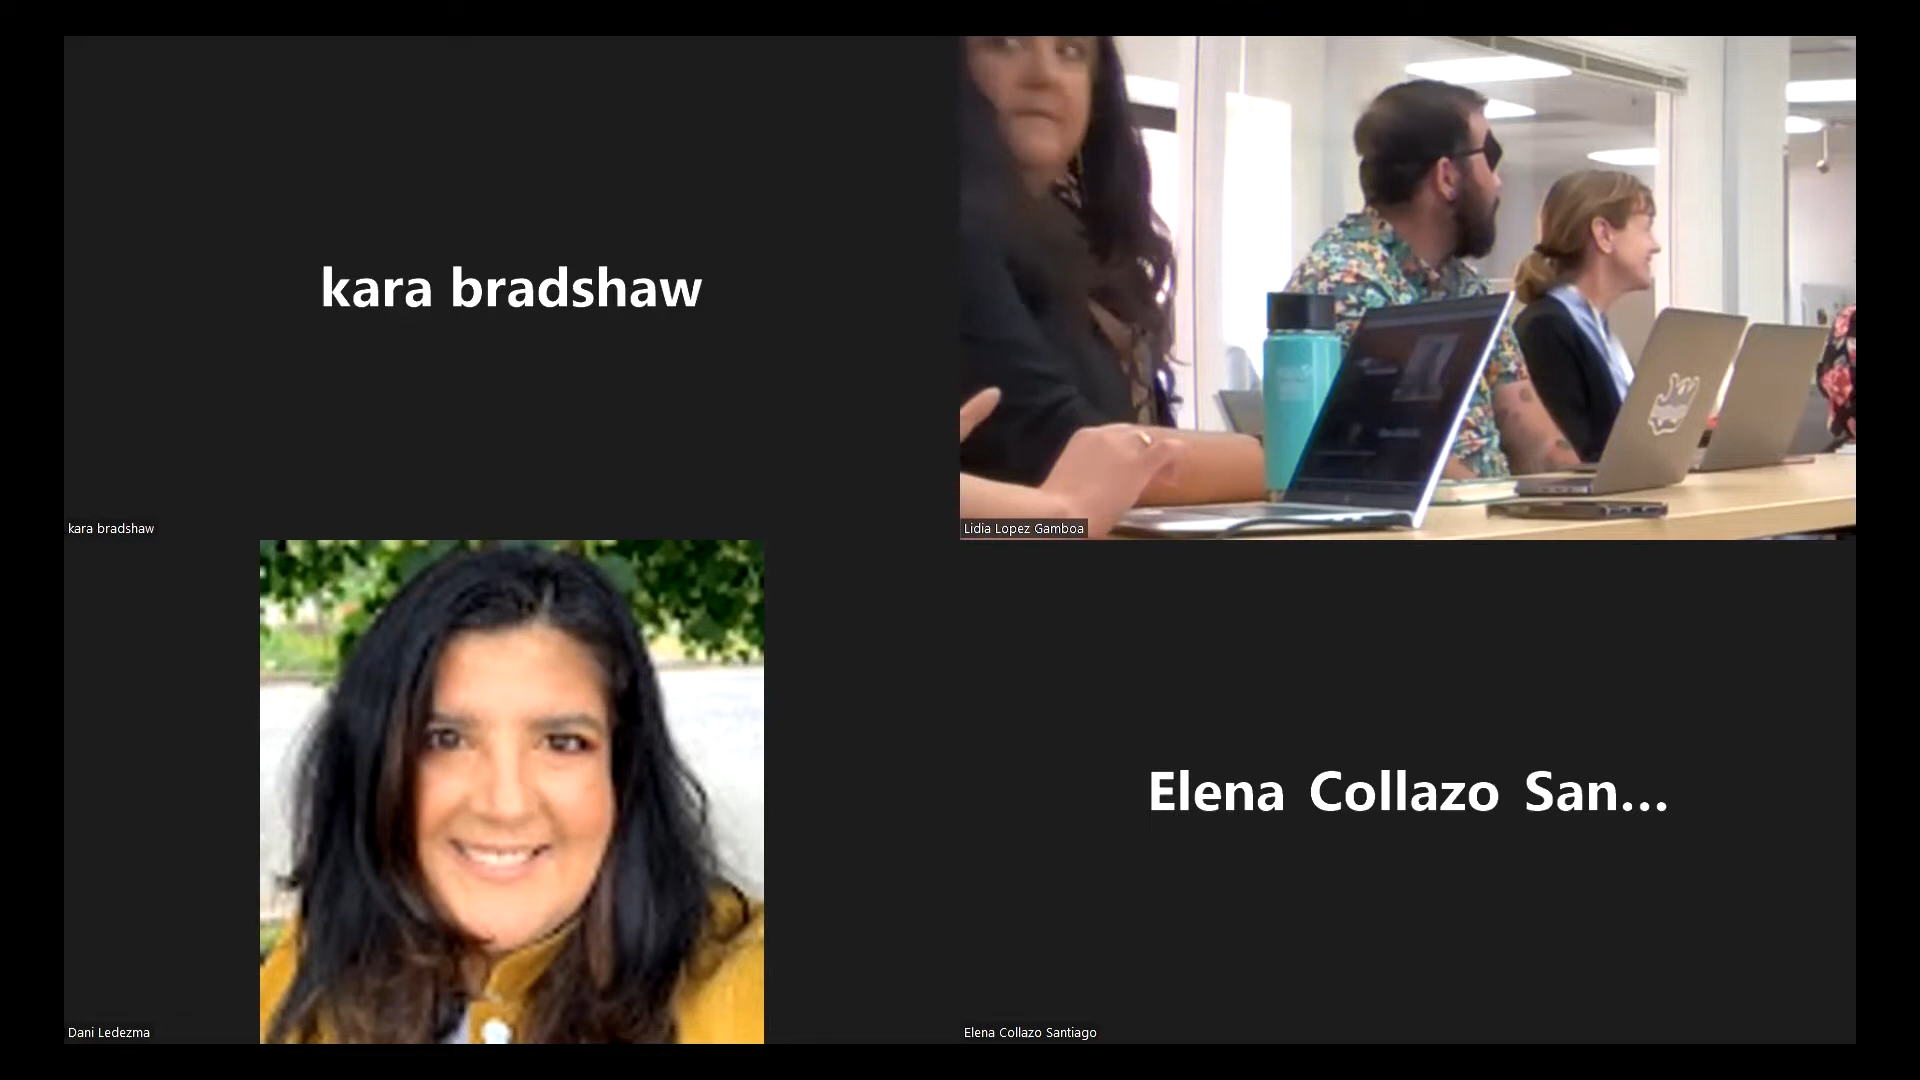 kara bradshaw
kara bradshaw
Lidia Lopez Gamboa
Elena Collazo San...
Dani Ledezma
Elena Collazo Santiago